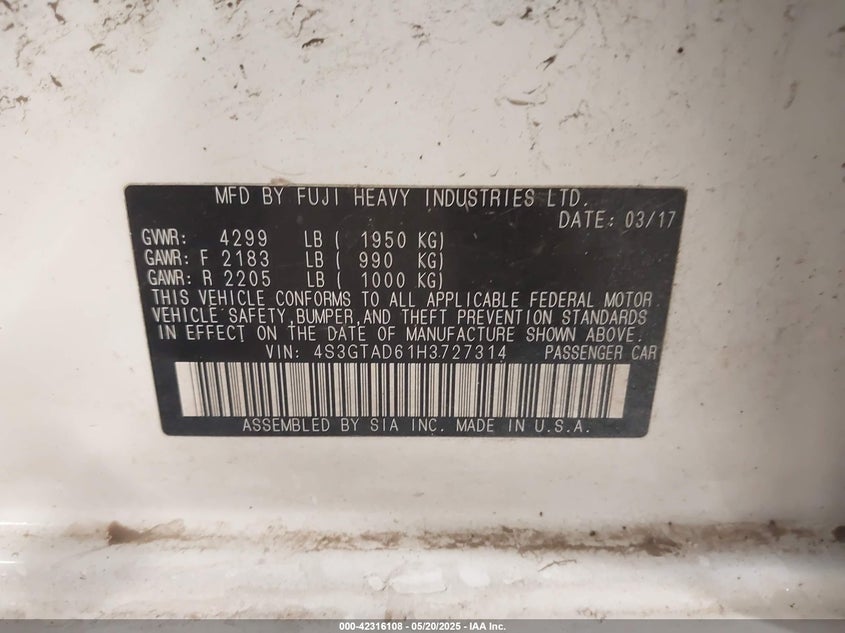 MFD BY FUJI HEAVY INDUSTRIES LTD.
DATE: 03/17
GVWR: 4299 LB ( 1950 KG)
GAWR: F 2183 LB ( 990 KG)
GAWR: R 2205 LB ( 1000 KG)
THIS VEHICLE CONFORMS TO ALL APPLICABLE FEDERAL MOTOR
VEHICLE SAFETY,BUMPER,AND THEFT PREVENTION STANDARDS
IN EFFECT ON THE DATE OF MANUFACTURE SHOWN ABOVE.
VIN: 4S3GTAD61H3727314 PASSENGER CAR
ASSEMBLED BY SIA INC. MADE IN U.S.A.
000-42316108 - 05/20/2025 - IAA Inc.